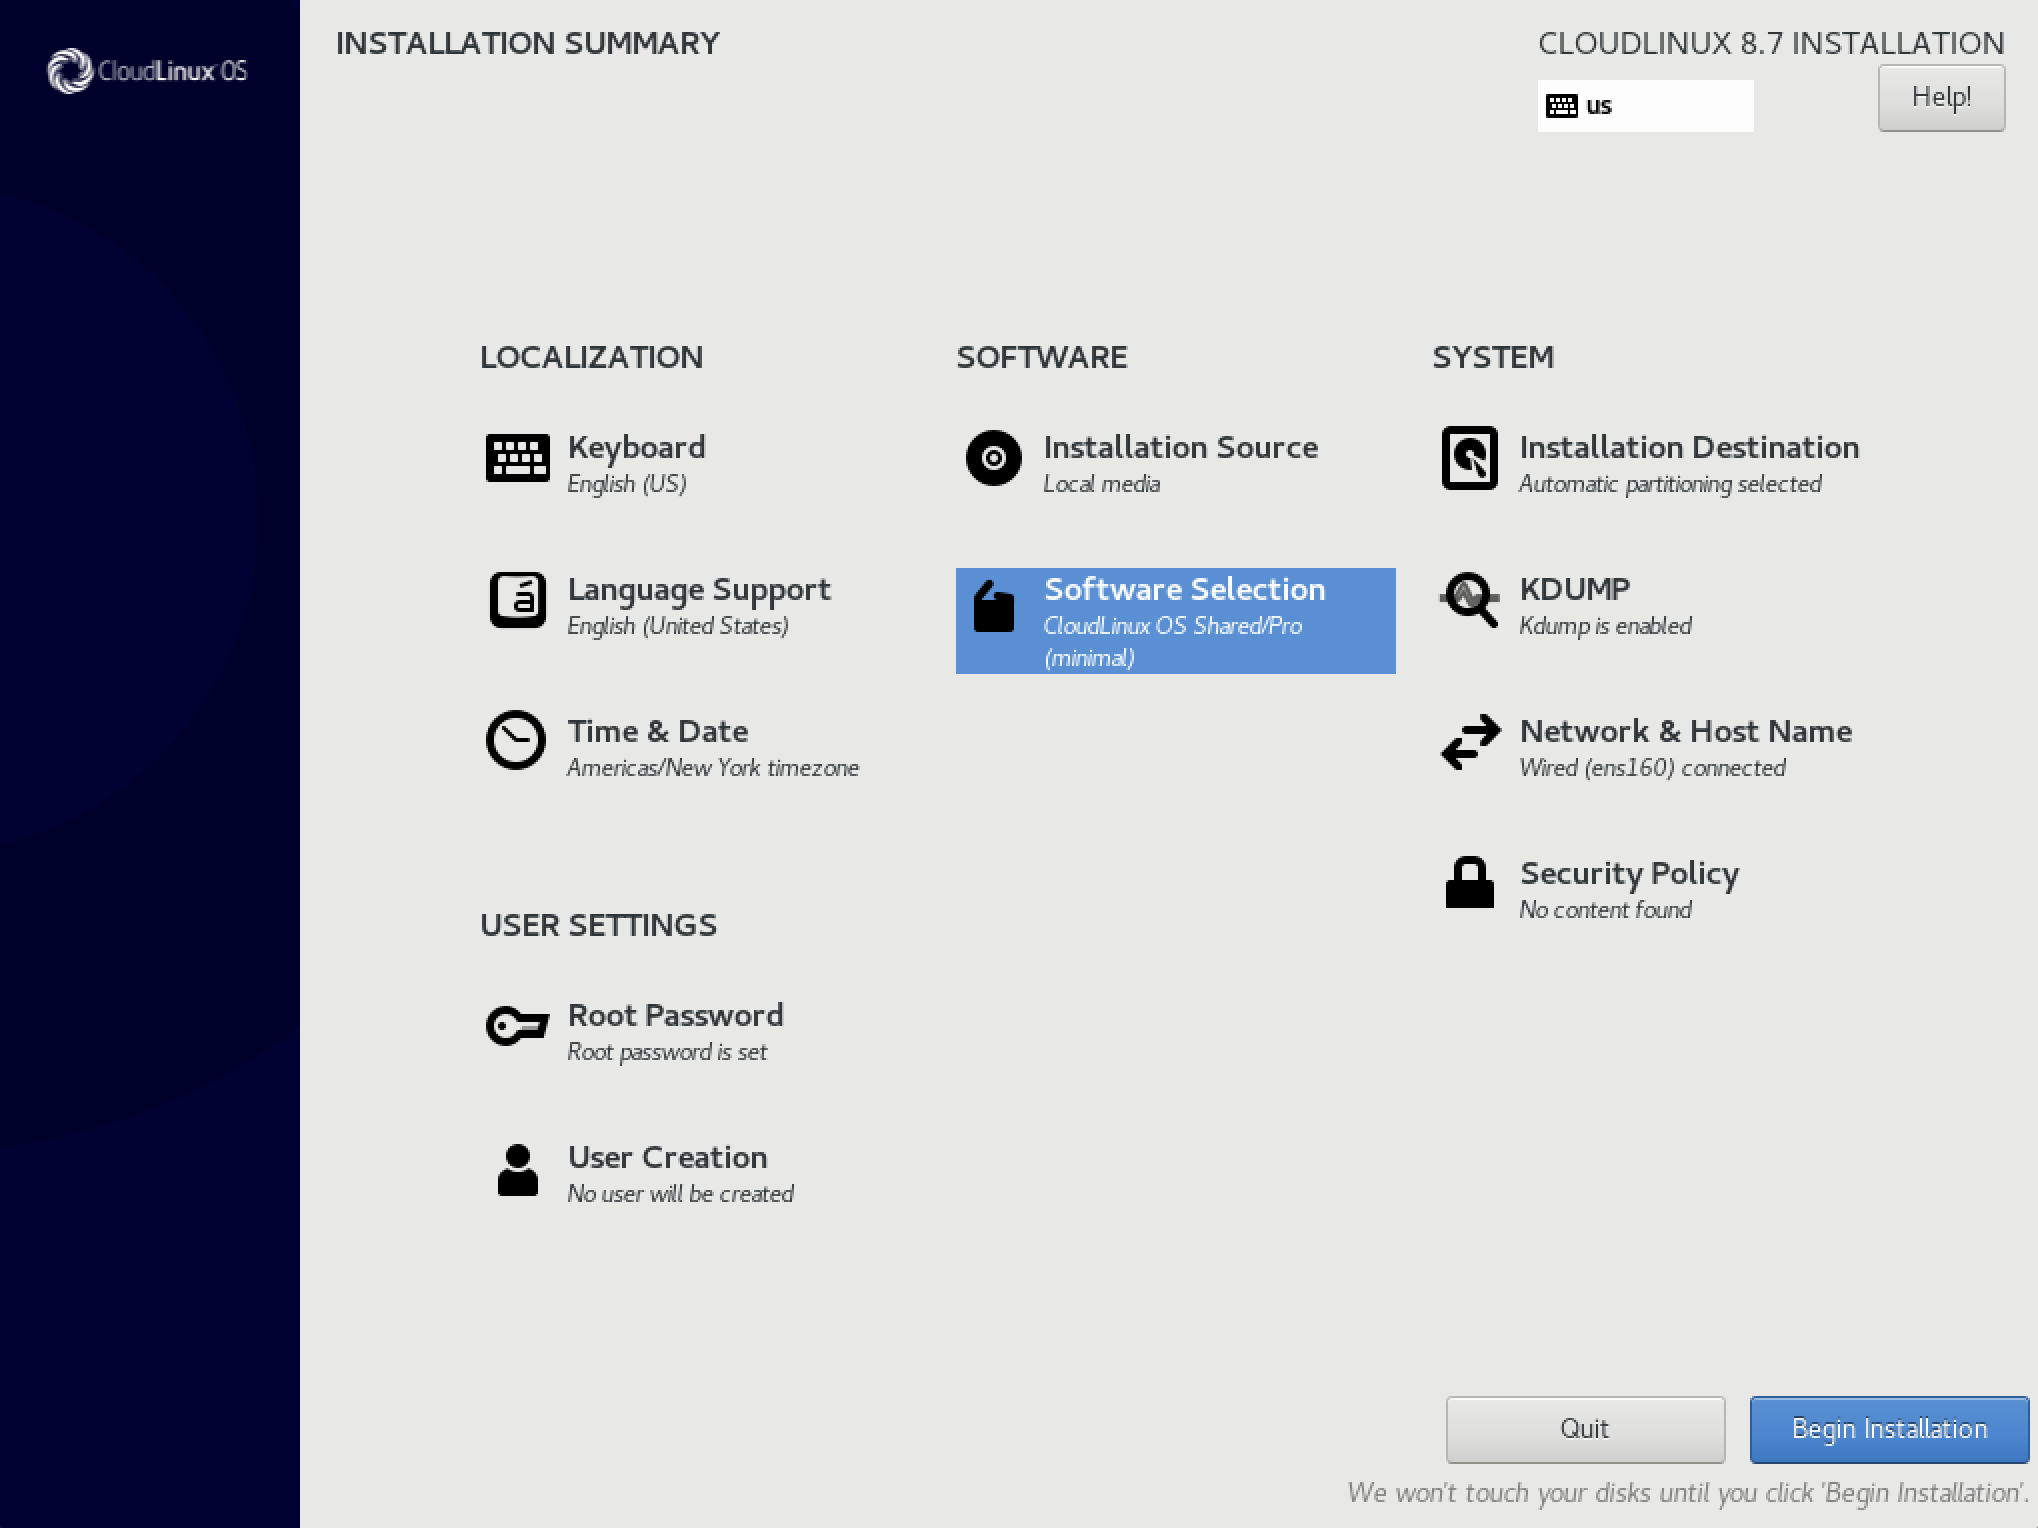 CloudLinux OS
INSTALLATION SUMMARY
CLOUDLINUX 8.7 INSTALLATION
us
Help!
LOCALIZATION
Keyboard
English (US)
Language Support
English (United States)
Time & Date
Americas/New York timezone
USER SETTINGS
Root Password
Root password is set
User Creation
No user will be created
SOFTWARE
Installation Source
Local media
Software Selection
CloudLinux OS Shared/Pro
(minimal)
SYSTEM
Installation Destination
Automatic partitioning selected
KDUMP
Kdump is enabled
Network & Host Name
Wired (ens160) connected
Security Policy
No content found
Quit
Begin Installation
We won't touch your disks until you click 'Begin Installation'.